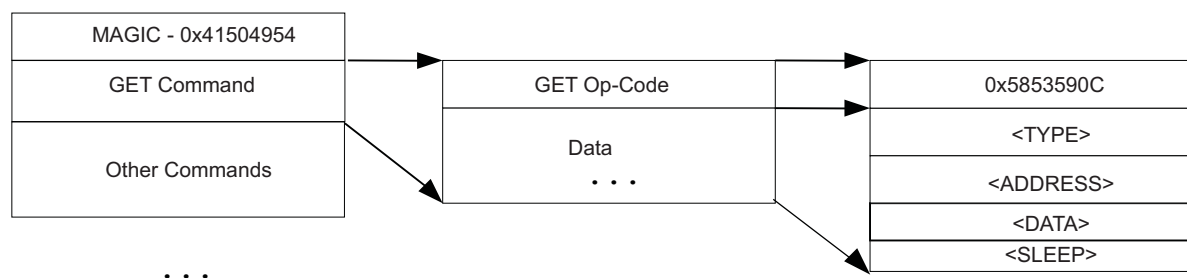 MAGIC - 0x41504954
GET Command
Other Commands
. . .
GET Op-Code
Data
. . .
0x5853590C
<TYPE>
<ADDRESS>
<DATA>
<SLEEP>